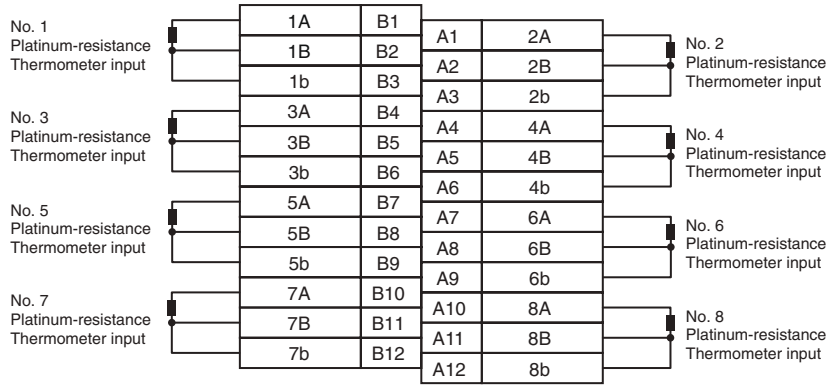 No. 1
Platinum-resistance
Thermometer input
No. 3
Platinum-resistance
Thermometer input
No. 5
Platinum-resistance
Thermometer input
No. 7
Platinum-resistance
Thermometer input
1A B1
1B B2
1b B3
3A B4
3B B5
3b B6
5A B7
5B B8
5b B9
7A B10
7B B11
7b B12
A1 2A
A2 2B
A3 2b
A4 4A
A5 4B
A6 4b
A7 6A
A8 6B
A9 6b
A10 8A
A11 8B
A12 8b
No. 2
Platinum-resistance
Thermometer input
No. 4
Platinum-resistance
Thermometer input
No. 6
Platinum-resistance
Thermometer input
No. 8
Platinum-resistance
Thermometer input